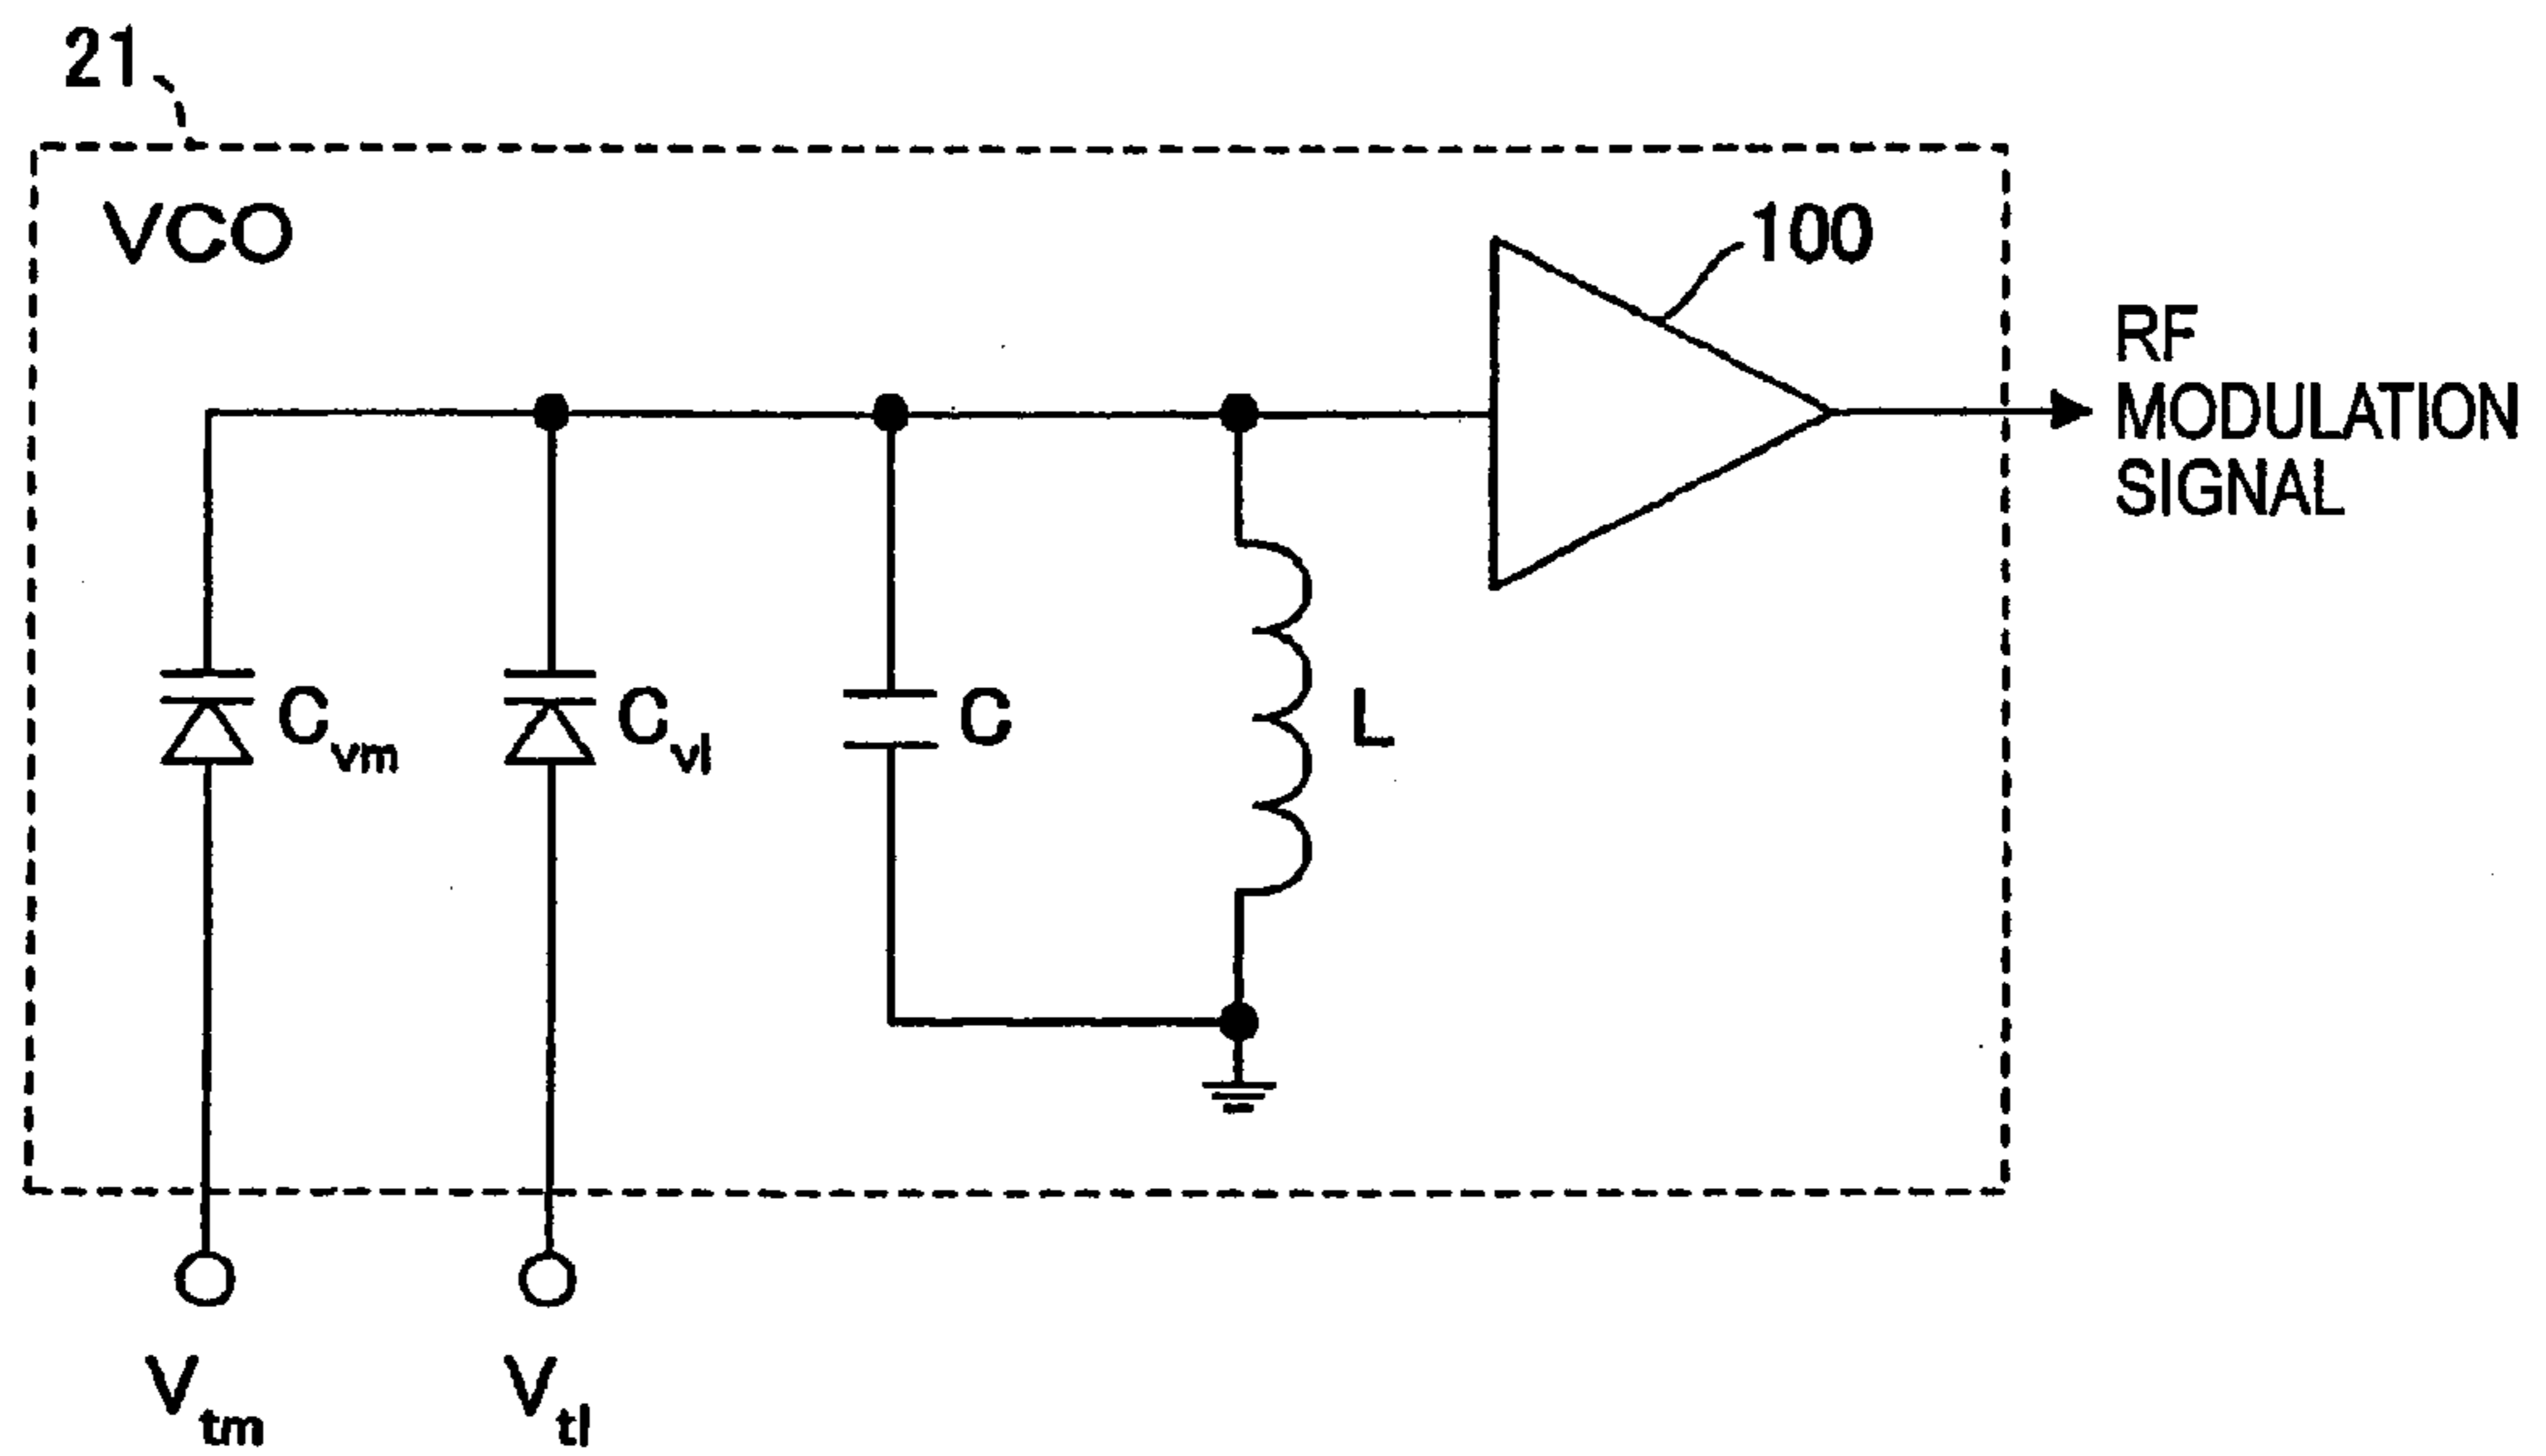 21
VCO
100
RF
MODULATION
SIGNAL
Cvm
Cvl
C
L
Vtm
Vtl